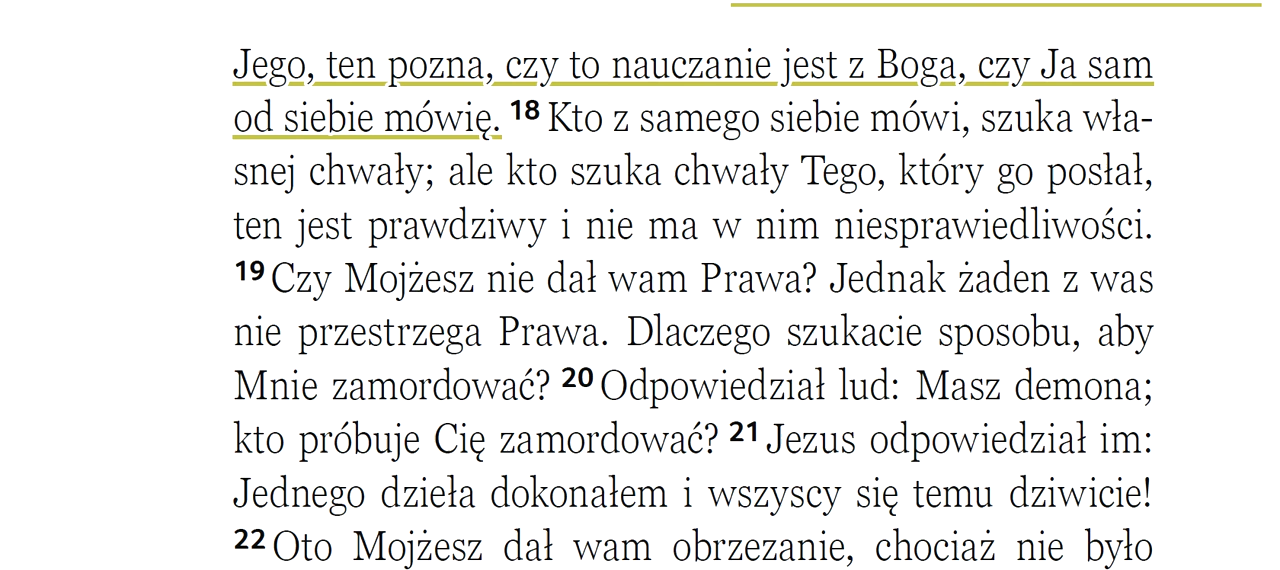 Jego, ten pozna, czy to nauczanie jest z Boga, czy Ja sam
od siebie mówię. 18 Kto z samego siebie mówi, szuka wła-
snej chwały; ale kto szuka chwały Tego, który go posłał,
ten jest prawdziwy i nie ma w nim niesprawiedliwości.
19 Czy Mojżesz nie dał wam Prawa? Jednak żaden z was
nie przestrzega Prawa. Dlaczego szukacie sposobu, aby
Mnie zamordować? 20 Odpowiedział lud: Masz demona;
kto próbuje Cię zamordować? 21 Jezus odpowiedział im:
Jednego dzieła dokonałem i wszyscy się temu dziwicie!
22 Oto Mojżesz dał wam obrzezanie, chociaż nie było